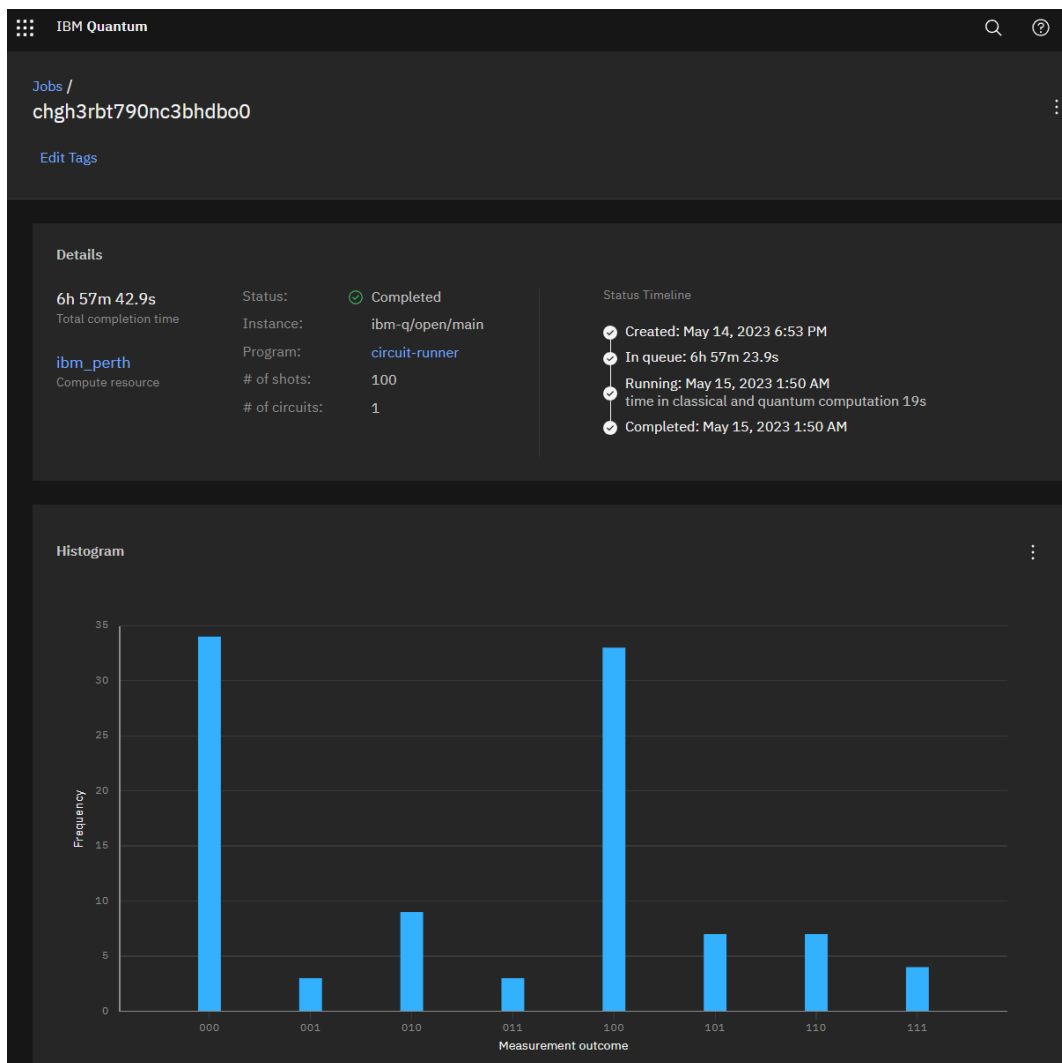 IBM Quantum
Jobs /
chgh3rbt790nc3bhdbo0
Edit Tags
Details
6h 57m 42.9s
Total completion time
ibm_perth
Compute resource
Status: Completed
Instance: ibm-q/open/main
Program: circuit-runner
# of shots: 100
# of circuits: 1
Status Timeline
Created: May 14, 2023 6:53 PM
In queue: 6h 57m 23.9s
Running: May 15, 2023 1:50 AM
time in classical and quantum computation 19s
Completed: May 15, 2023 1:50 AM
Histogram
Frequency
35
30
25
20
15
10
5
0
000 001 010 011 100 101 110 111
Measurement outcome